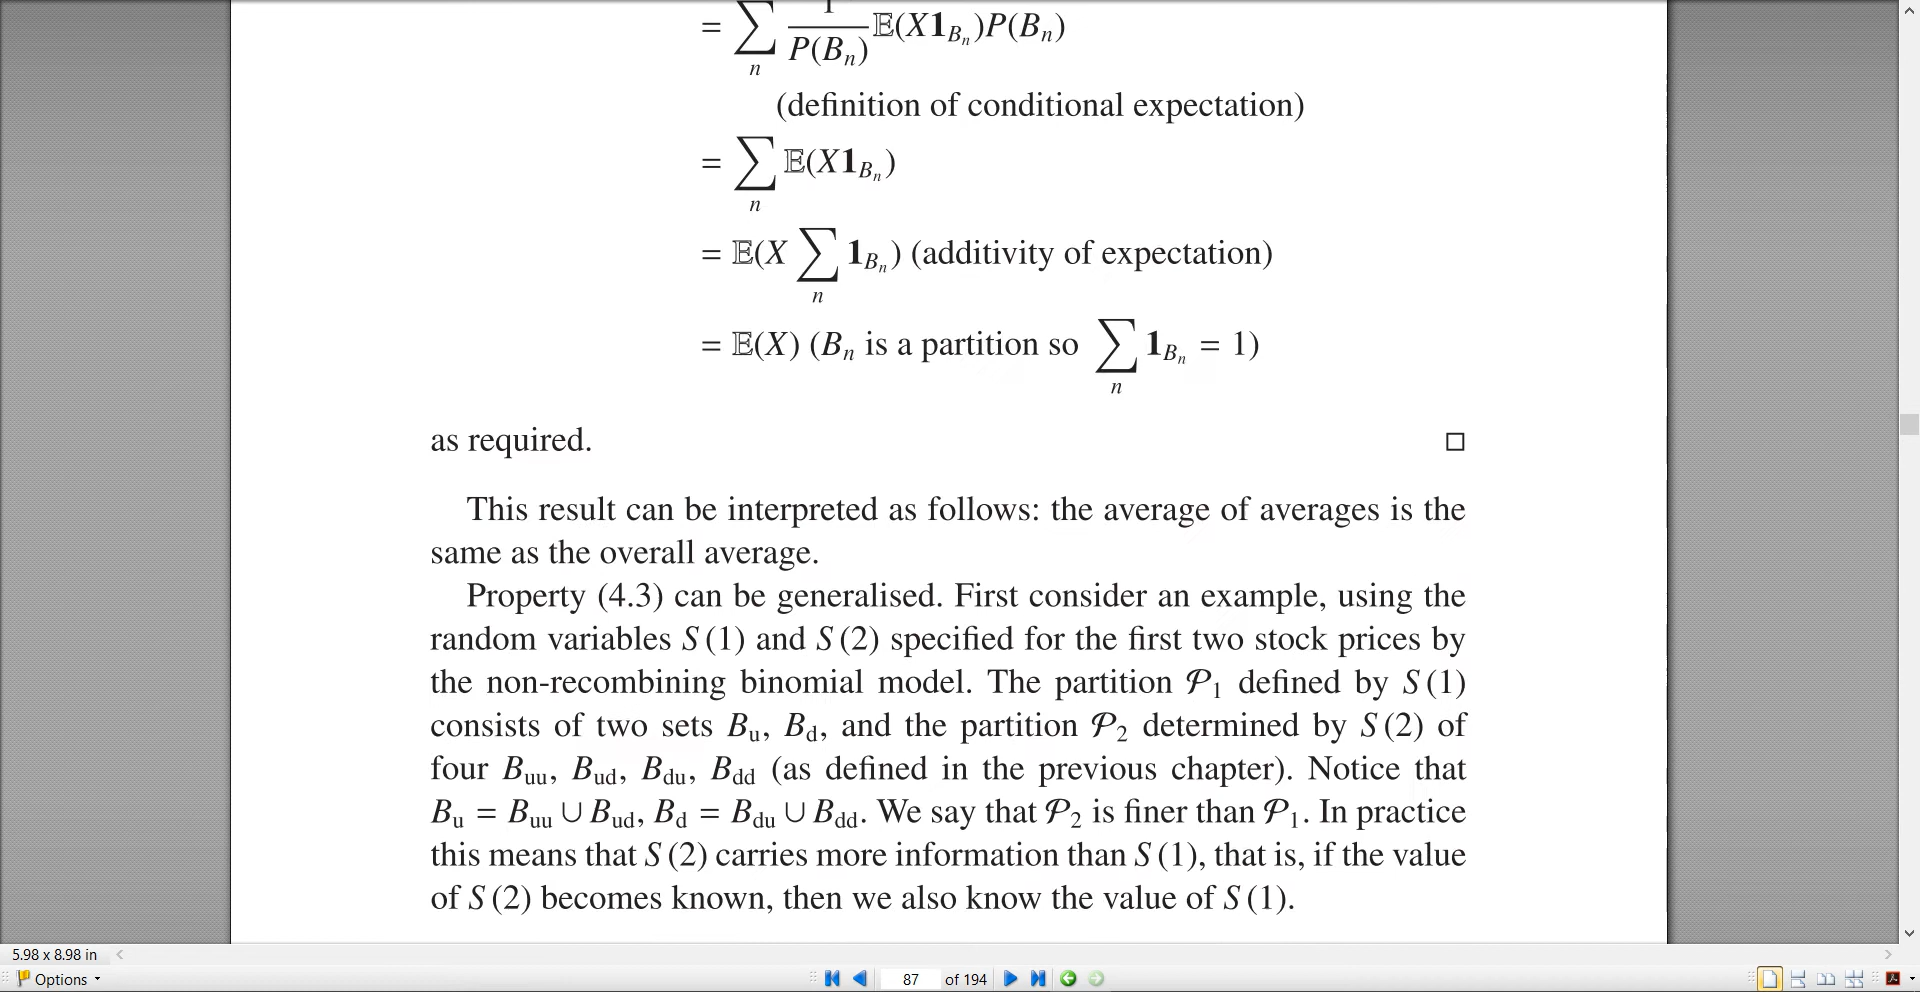 = ∑ₙ 1/P(Bₙ) 𝔼(X𝟏_{Bₙ})P(Bₙ)
(definition of conditional expectation)
= ∑ₙ 𝔼(X𝟏_{Bₙ})
= 𝔼(X ∑ₙ 𝟏_{Bₙ}) (additivity of expectation)
= 𝔼(X) (Bₙ is a partition so ∑ₙ 𝟏_{Bₙ} = 1)
as required. □
This result can be interpreted as follows: the average of averages is the
same as the overall average.
Property (4.3) can be generalised. First consider an example, using the
random variables S(1) and S(2) specified for the first two stock prices by
the non-recombining binomial model. The partition 𝒫₁ defined by S(1)
consists of two sets B_u, B_d, and the partition 𝒫₂ determined by S(2) of
four B_uu, B_ud, B_du, B_dd (as defined in the previous chapter). Notice that
B_u = B_uu ∪ B_ud, B_d = B_du ∪ B_dd. We say that 𝒫₂ is finer than 𝒫₁. In practice
this means that S(2) carries more information than S(1), that is, if the value
of S(2) becomes known, then we also know the value of S(1).
5.98 x 8.98 in
Options 87 of 194